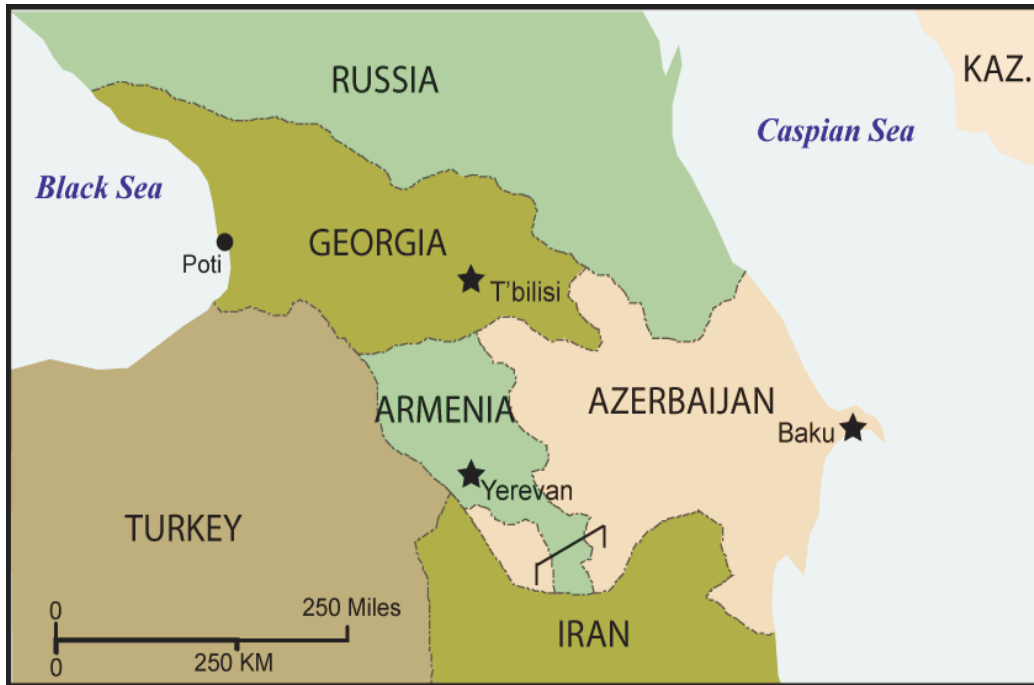 RUSSIA
KAZ.
Caspian Sea
Black Sea
GEORGIA
Poti
T'bilisi
ARMENIA
AZERBAIJAN
Baku
Yerevan
TURKEY
0
250 Miles
0
250 KM
IRAN